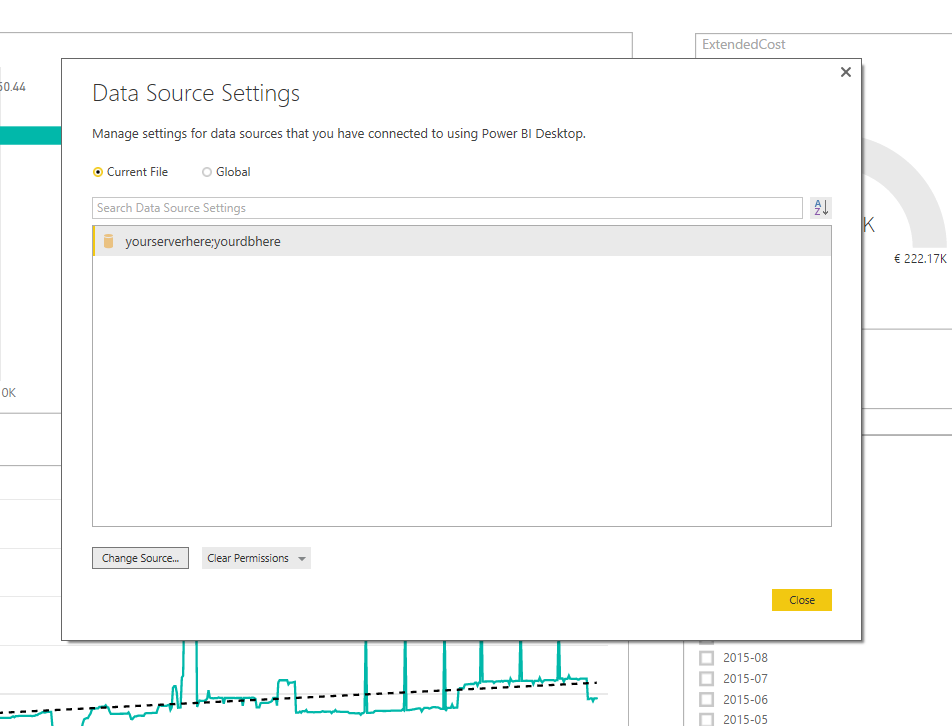 ExtendedCost
50.44
Data Source Settings
Manage settings for data sources that you have connected to using Power BI Desktop.
Current File
Global
Search Data Source Settings
A
Z
yourserverhere;yourdbhere
K
€ 222.17K
0K
Change Source...
Clear Permissions
Close
2015-08
2015-07
2015-06
2015-05